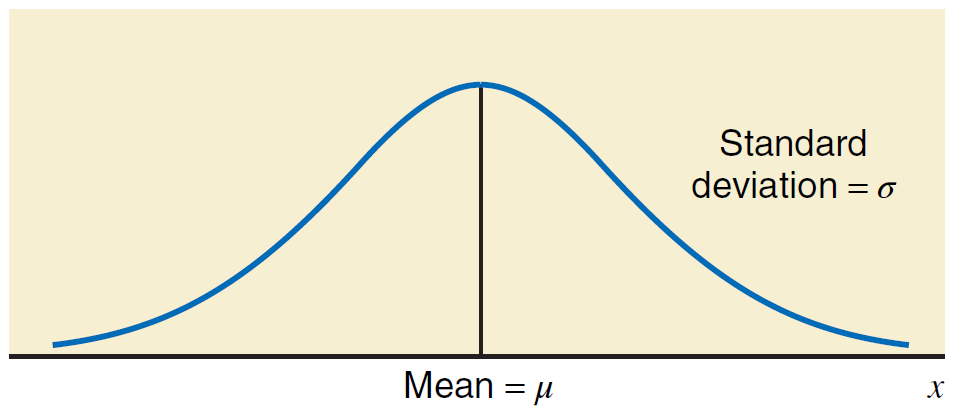 Standard
deviation = σ
Mean = μ
x